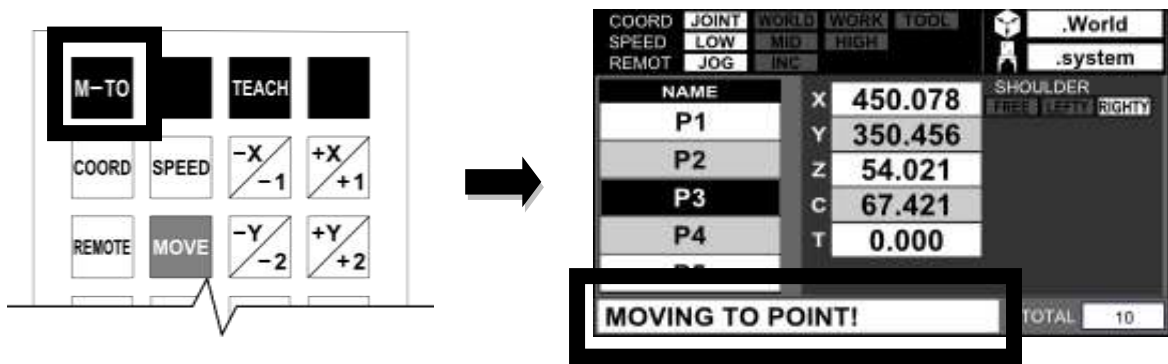 M-TO TEACH
COORD SPEED -X -1 +X +1
REMOTE MOVE -Y -2 +Y +2
COORD JOINT WORLD WORK TOOL
SPEED LOW MID HIGH
REMOT JOG INC
.World
.system
NAME
P1
P2
P3
P4
X 450.078
Y 350.456
Z 54.021
C 67.421
T 0.000
SHOULDER
FREE LEFTY RIGHTY
MOVING TO POINT!
TOTAL 10